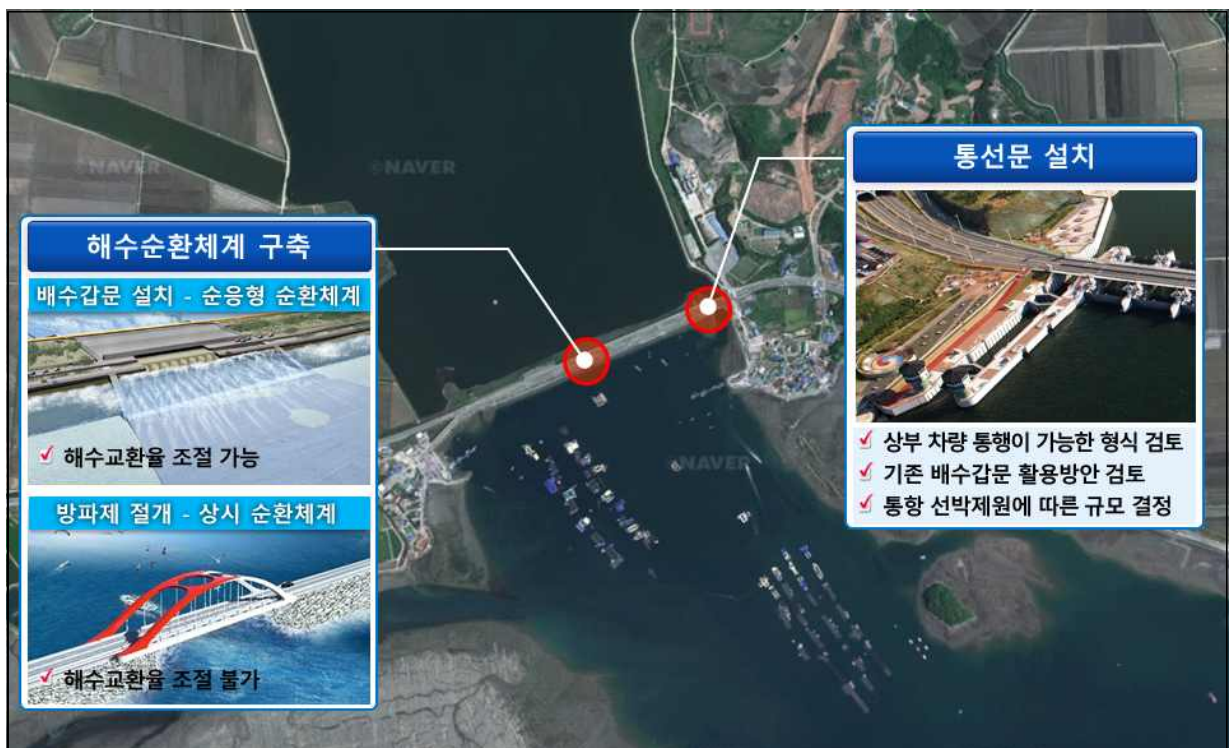 ©NAVER
©NAVER
NAVER
해수순환체계 구축
배수갑문 설치 - 순응형 순환체계
해수교환율 조절 가능
방파제 절개 - 상시 순환체계
해수교환율 조절 불가
통선문 설치
상부 차량 통행이 가능한 형식 검토
기존 배수갑문 활용방안 검토
통항 선박제원에 따른 규모 결정